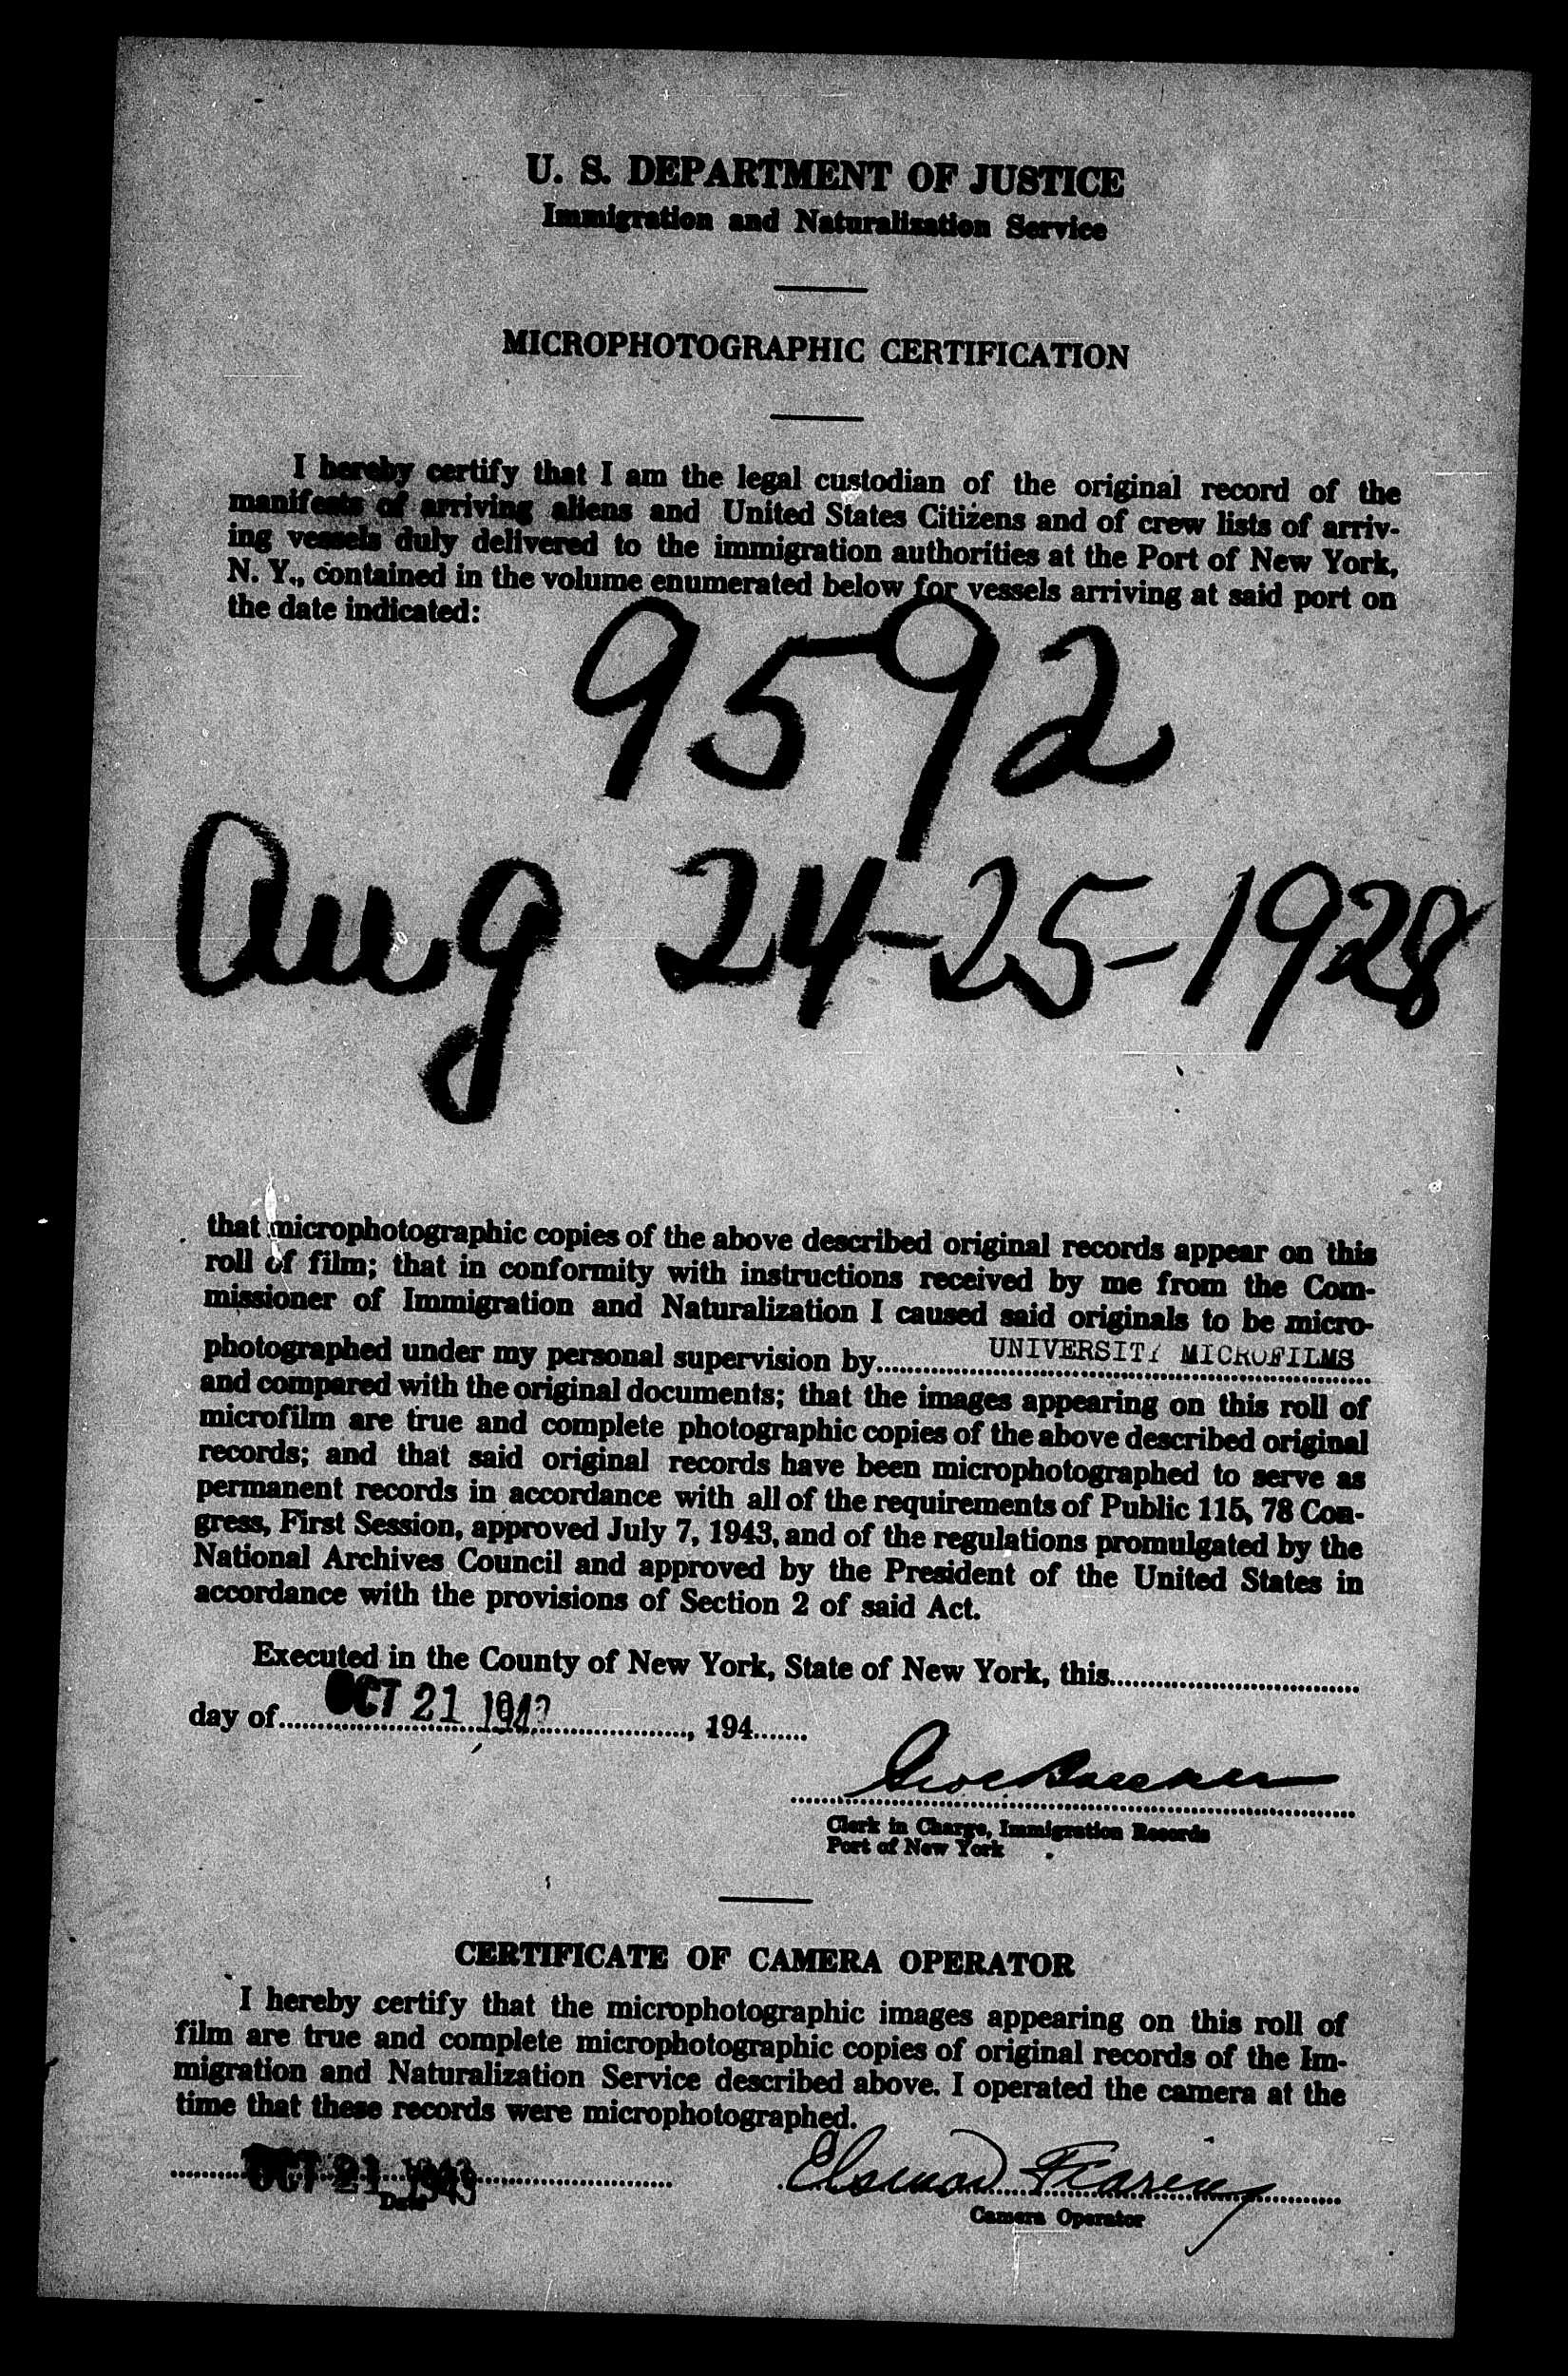 U. S. DEPARTMENT OF JUSTICE
Immigration and Naturalization Service
MICROPHOTOGRAPHIC CERTIFICATION
I hereby certify that I am the legal custodian of the original record of the
manifests of arriving aliens and United States Citizens and of crew lists of arriv-
ing vessels duly delivered to the immigration authorities at the Port of New York,
N. Y., contained in the volume enumerated below for vessels arriving at said port on
the date indicated:
9592
Aug 24-25-1928
that microphotographic copies of the above described original records appear on this
roll of film; that in conformity with instructions received by me from the Com-
missioner of Immigration and Naturalization I caused said originals to be micro-
photographed under my personal supervision by UNIVERSITY MICROFILMS
and compared with the original documents; that the images appearing on this roll of
microfilm are true and complete photographic copies of the above described original
records; and that said original records have been microphotographed to serve as
permanent records in accordance with all of the requirements of Public 115, 78 Con-
gress, First Session, approved July 7, 1943, and of the regulations promulgated by the
National Archives Council and approved by the President of the United States in
accordance with the provisions of Section 2 of said Act.
Executed in the County of New York, State of New York, this
day of OCT 21 1943, 194
Clerk in Charge, Immigration Records
Port of New York
CERTIFICATE OF CAMERA OPERATOR
I hereby certify that the microphotographic images appearing on this roll of
film are true and complete microphotographic copies of original records of the Im-
migration and Naturalization Service described above. I operated the camera at the
time that these records were microphotographed.
OCT 21 1943
Date
Camera Operator